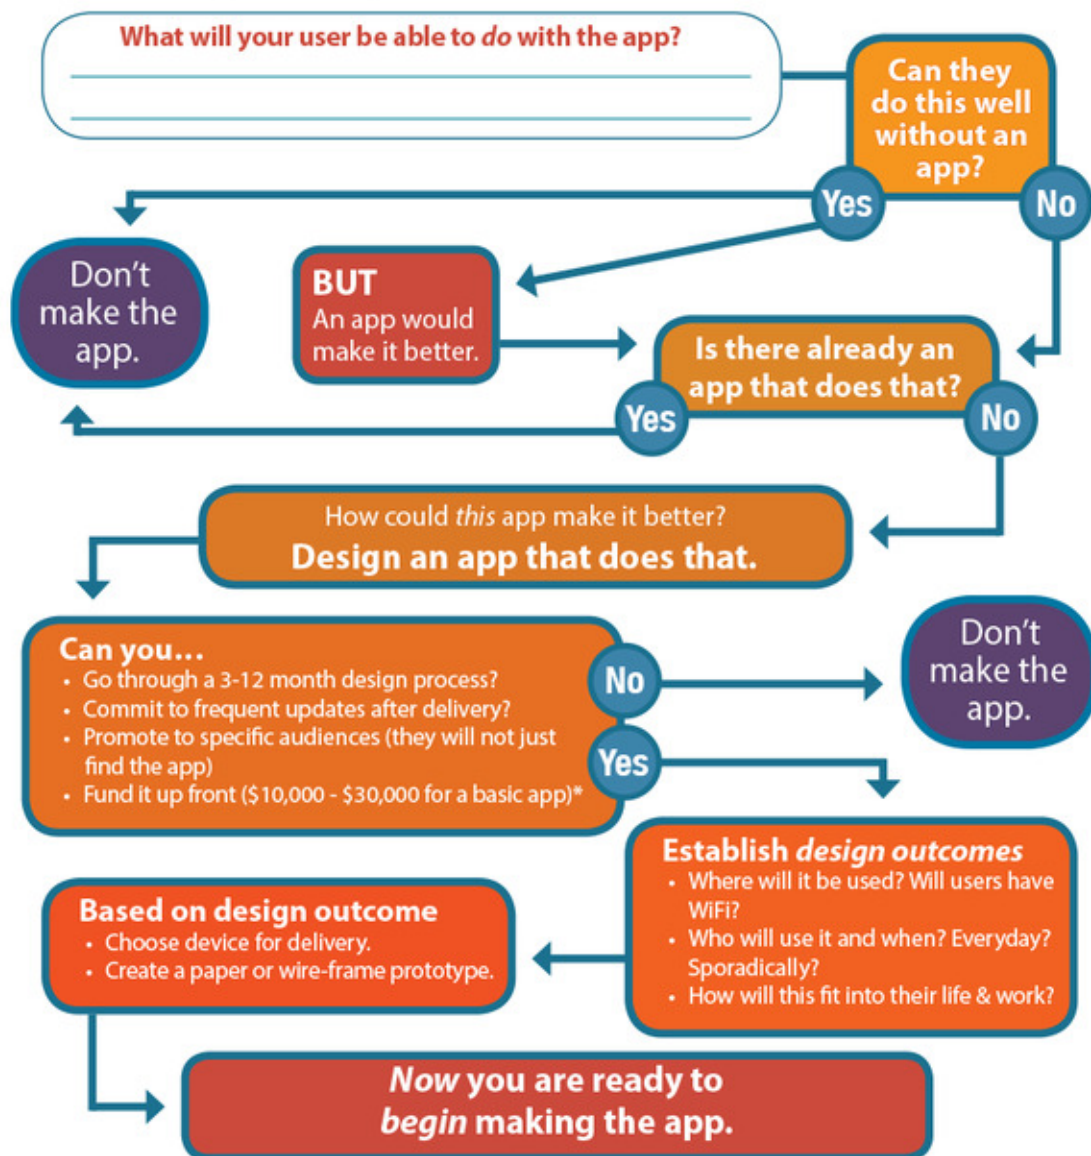 What will your user be able to do with the app?
Can they
do this well
without an
app?
Yes
No
Don't
make the
app.
BUT
An app would
make it better.
Is there already an
app that does that?
Yes
No
How could this app make it better?
Design an app that does that.
Can you...
• Go through a 3-12 month design process?
• Commit to frequent updates after delivery?
• Promote to specific audiences (they will not just
find the app)
• Fund it up front ($10,000 - $30,000 for a basic app)*
No
Yes
Don't
make the
app.
Establish design outcomes
• Where will it be used? Will users have
WiFi?
• Who will use it and when? Everyday?
Sporadically?
• How will this fit into their life & work?
Based on design outcome
• Choose device for delivery.
• Create a paper or wire-frame prototype.
Now you are ready to
begin making the app.